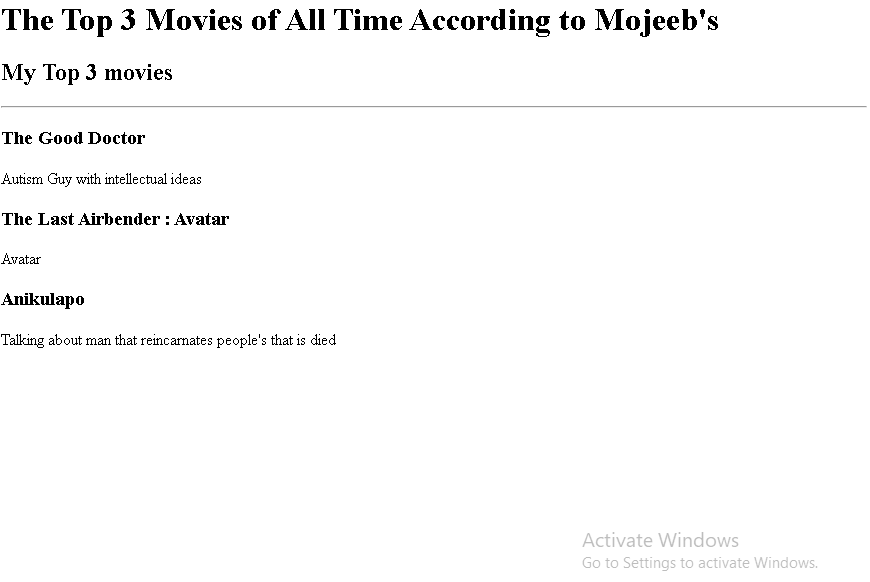 The Top 3 Movies of All Time According to Mojeeb's
My Top 3 movies
The Good Doctor
Autism Guy with intellectual ideas
The Last Airbender : Avatar
Avatar
Anikulapo
Talking about man that reincarnates people's that is died
Activate Windows
Go to Settings to activate Windows.